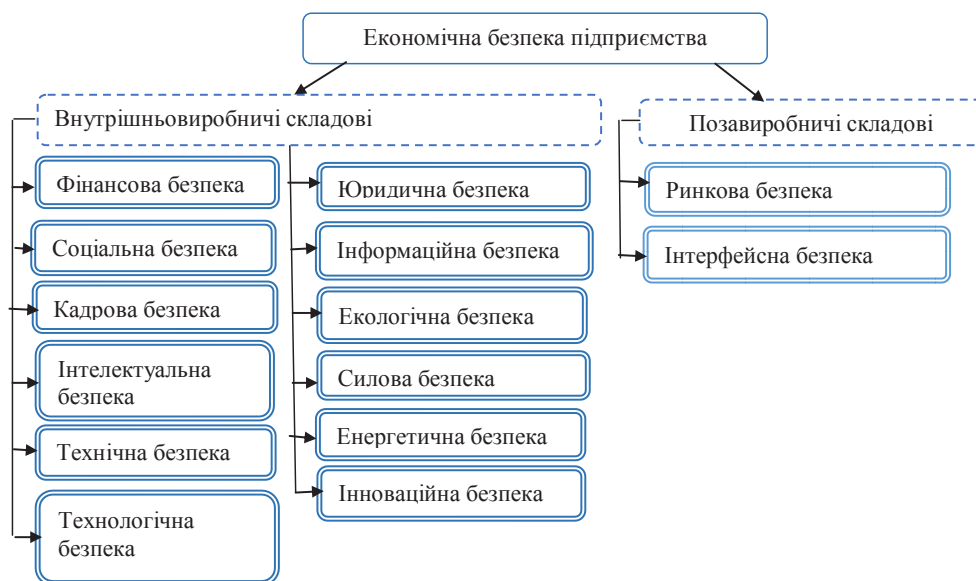 Економічна безпека підприємства
Внутрішньовиробничі складові
Фінансова безпека
Соціальна безпека
Кадрова безпека
Інтелектуальна
безпека
Технічна безпека
Технологічна
безпека
Юридична безпека
Інформаційна безпека
Екологічна безпека
Силова безпека
Енергетична безпека
Інноваційна безпека
Позавиробничі складові
Ринкова безпека
Інтерфейсна безпека